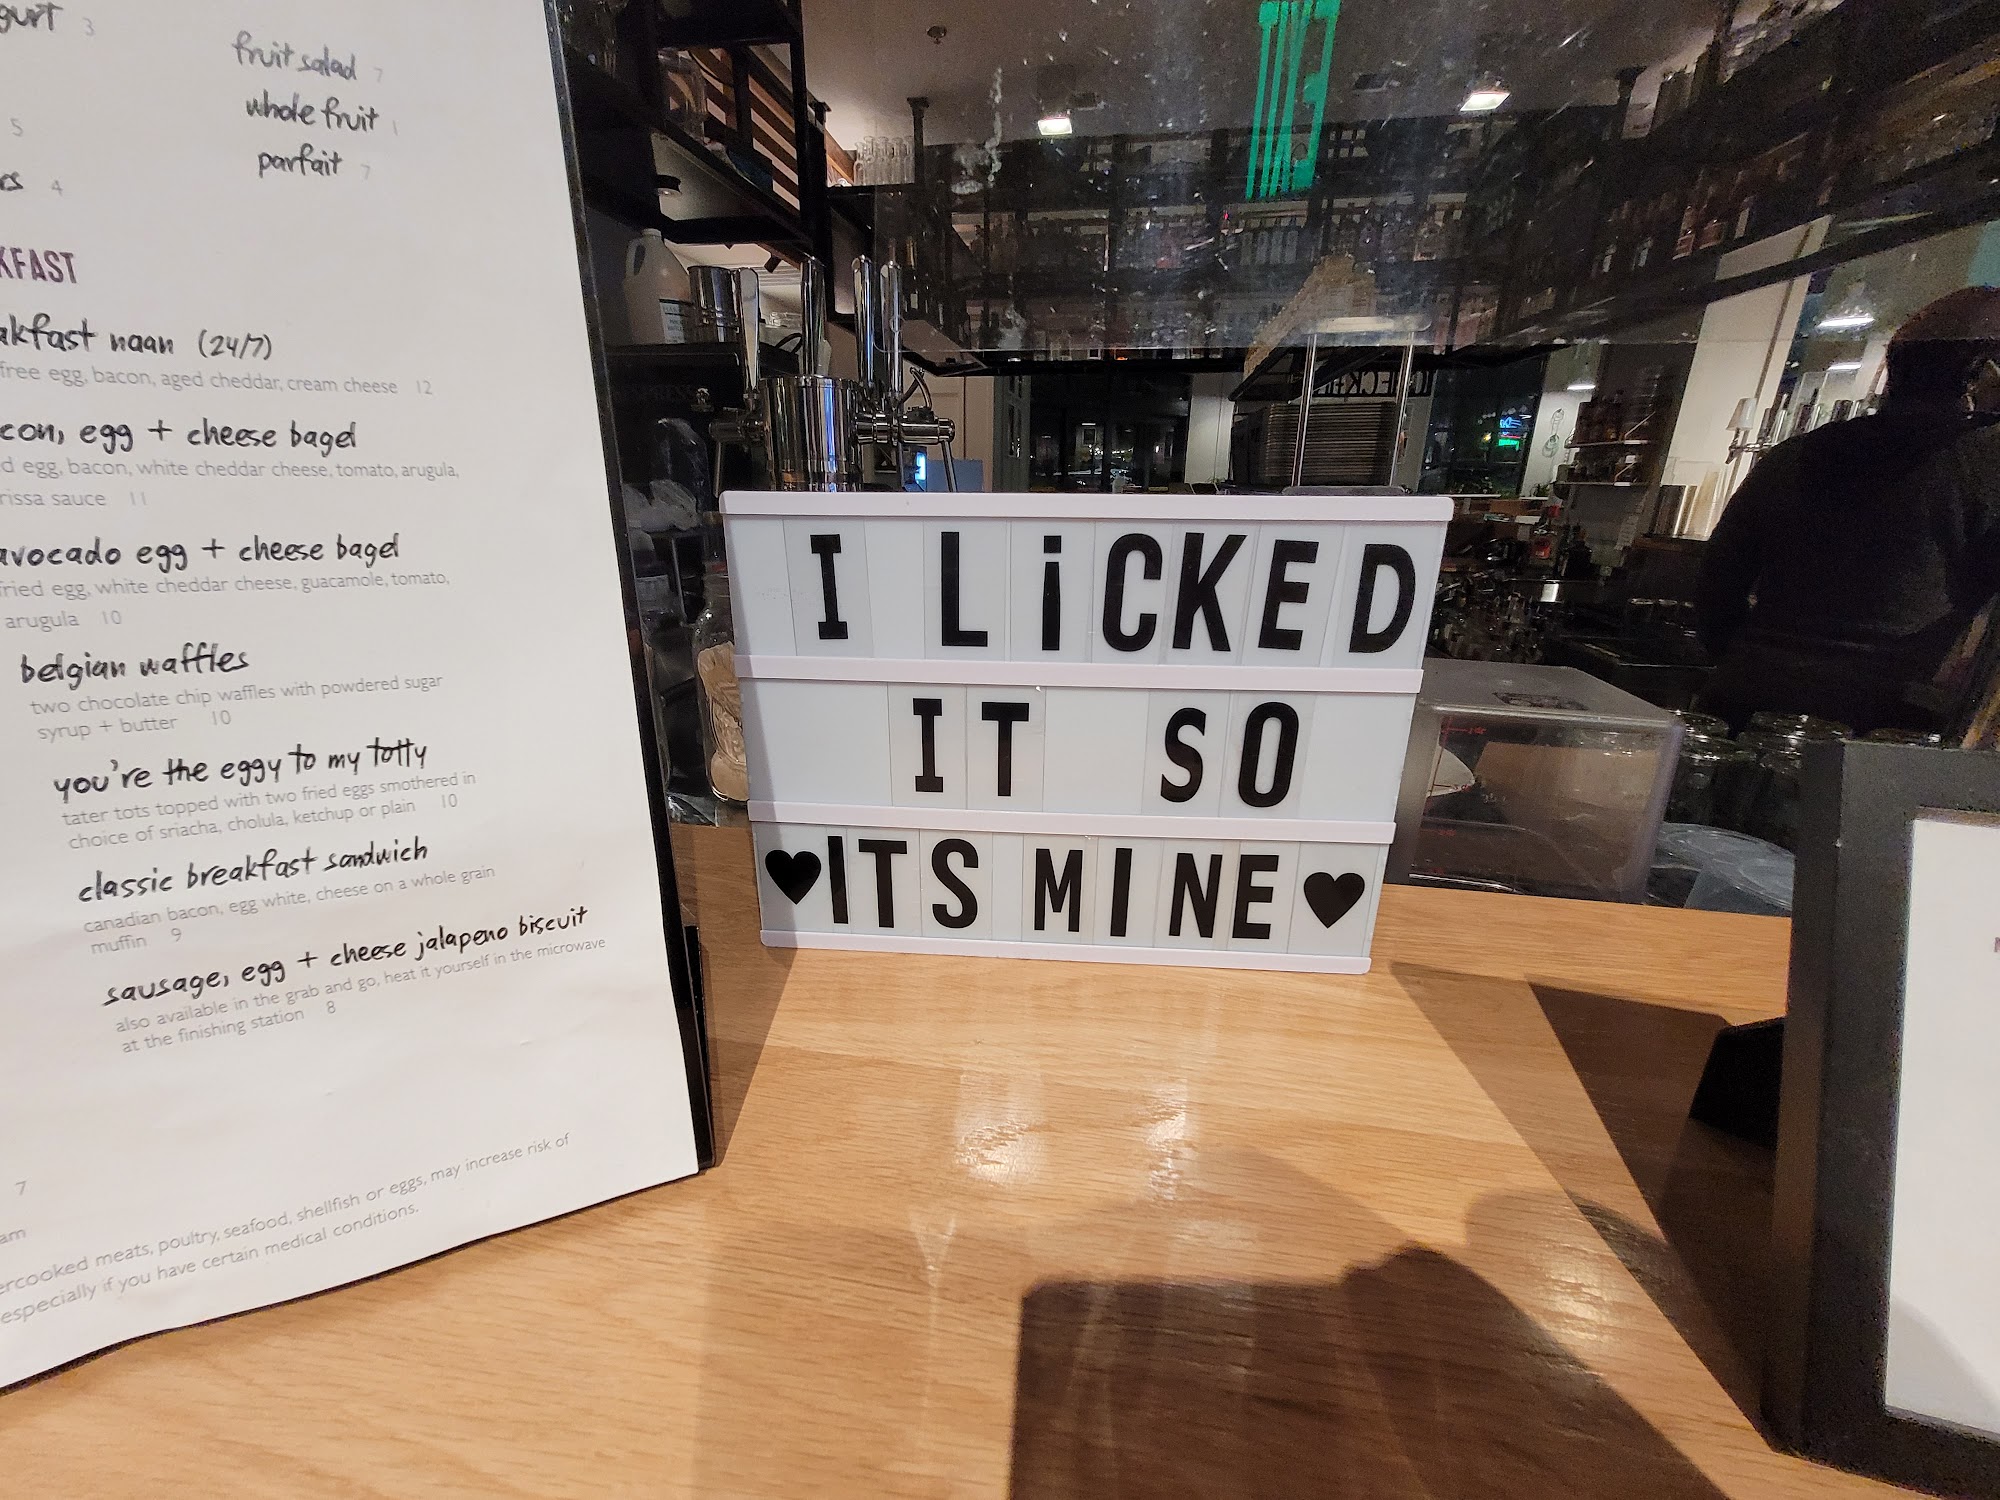 fruit salad 7
whole fruit 1
parfait 7
3
5
4
KFAST
akfast naan (24/7)
free egg, bacon, aged cheddar, cream cheese 12
con, egg + cheese bagel
d egg, bacon, white cheddar cheese, tomato, arugula,
rissa sauce 11
avocado egg + cheese bagel
fried egg, white cheddar cheese, guacamole, tomato,
arugula 10
belgian waffles
two chocolate chip waffles with powdered sugar
syrup + butter 10
you're the eggy to my totty
tater tots topped with two fried eggs smothered in
choice of sriacha, cholula, ketchup or plain 10
classic breakfast sandwich
canadian bacon, egg white, cheese on a whole grain
muffin 9
sausage, egg + cheese jalapeno biscuit
also available in the grab and go, heat it yourself in the microwave
at the finishing station 8
7
am
ercooked meats, poultry, seafood, shellfish or eggs, may increase risk of
especially if you have certain medical conditions.
I LiCKED
IT SO
♥ITS MINE♥